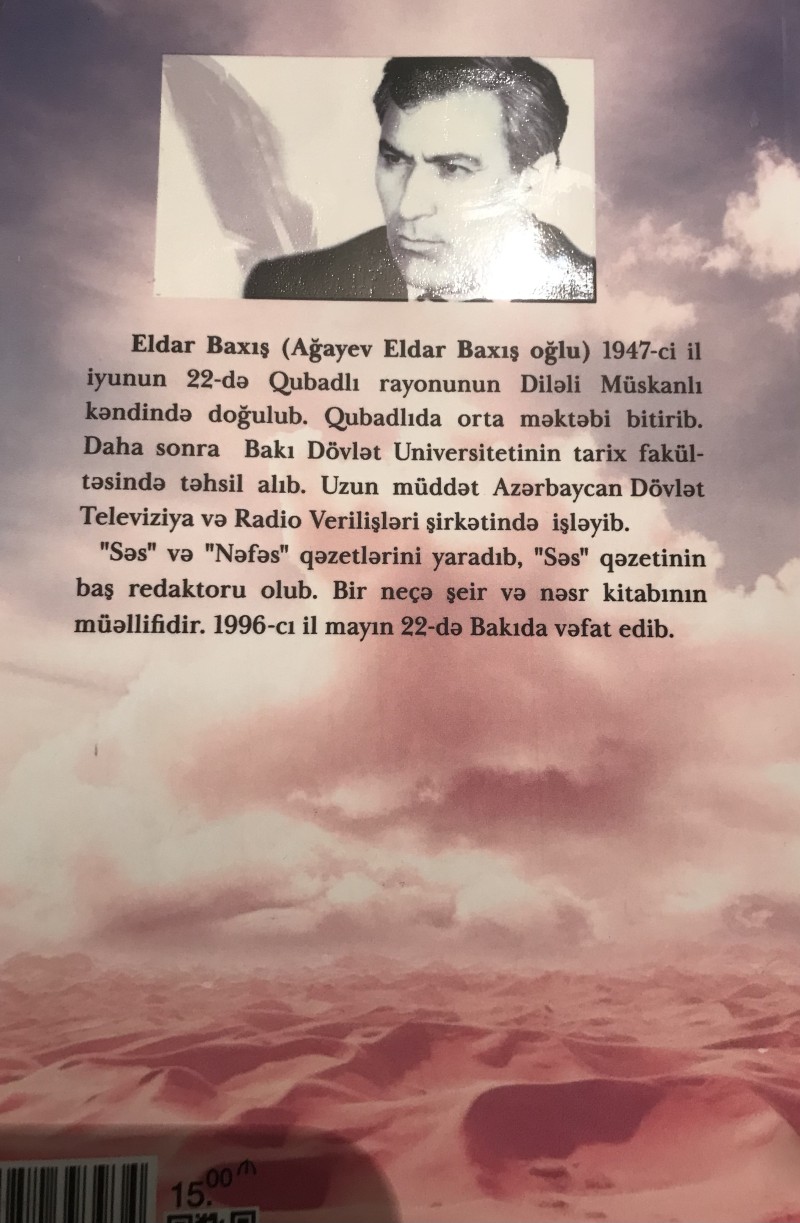 Eldar Baxış (Ağayev Eldar Baxış oğlu) 1947-ci il
iyunun 22-də Qubadlı rayonunun Diləli Müskanlı
kəndində doğulub. Qubadlıda orta məktəbi bitirib.
Daha sonra Bakı Dövlət Universitetinin tarix fakül-
təsində təhsil alıb. Uzun müddət Azərbaycan Dövlət
Televiziya və Radio Verilişləri şirkətində işləyib.
"Səs" və "Nəfəs" qəzetlərini yaradıb, "Səs" qəzetinin
baş redaktoru olub. Bir neçə şeir və nəsr kitabının
müəllifidir. 1996-cı il mayın 22-də Bakıda vəfat edib.
15.00 ₼